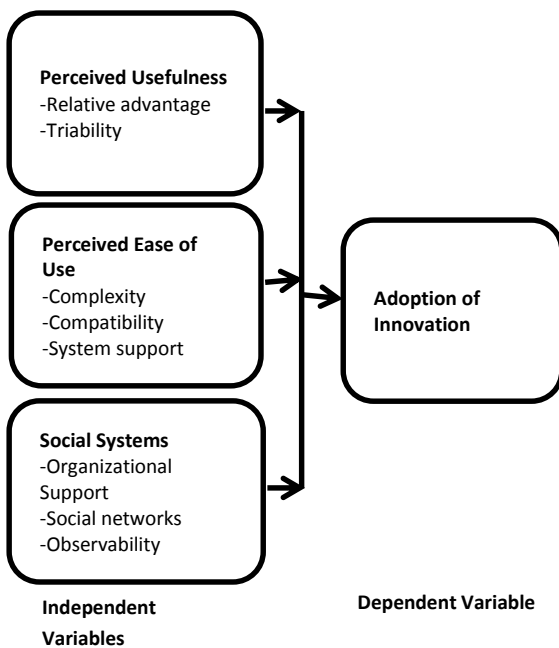 Perceived Usefulness
-Relative advantage
-Triability
Perceived Ease of
Use
-Complexity
-Compatibility
-System support
Adoption of
Innovation
Social Systems
-Organizational
Support
-Social networks
-Observability
Independent
Variables
Dependent Variable